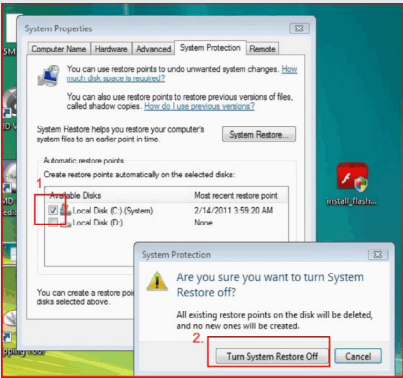 System Properties
Computer Name Hardware Advanced System Protection Remote
You can use restore points to undo unwanted system changes. How
much disk space is required?
You can also use restore points to restore previous versions of files,
called shadow copies. How do I use previous versions?
System Restore helps you restore your computer's
system files to an earlier point in time.
System Restore...
Automatic restore points
Create restore points automatically on the selected disks:
1
Available Disks Most recent restore point
Local Disk (C:) (System) 2/14/2011 3:59:20 AM
Local Disk (D:) None
install_flash...
You can create a restore poi
disks selected above.
System Protection
Are you sure you want to turn System
Restore off?
All existing restore points on the disk will be deleted,
and no new ones will be created.
2.
Turn System Restore Off Cancel